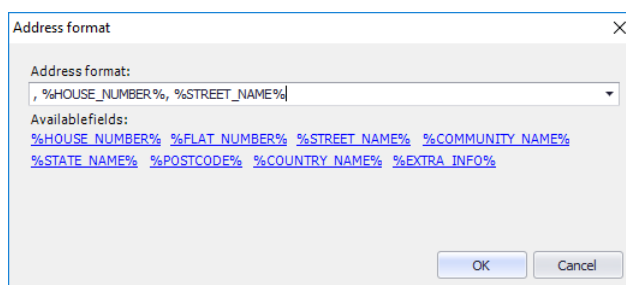 Address format
Address format:
, %HOUSE_NUMBER%, %STREET_NAME%
Availablefields:
%HOUSE_NUMBER% %FLAT_NUMBER% %STREET_NAME% %COMMUNITY_NAME%
%STATE_NAME% %POSTCODE% %COUNTRY_NAME% %EXTRA_INFO%
OK Cancel